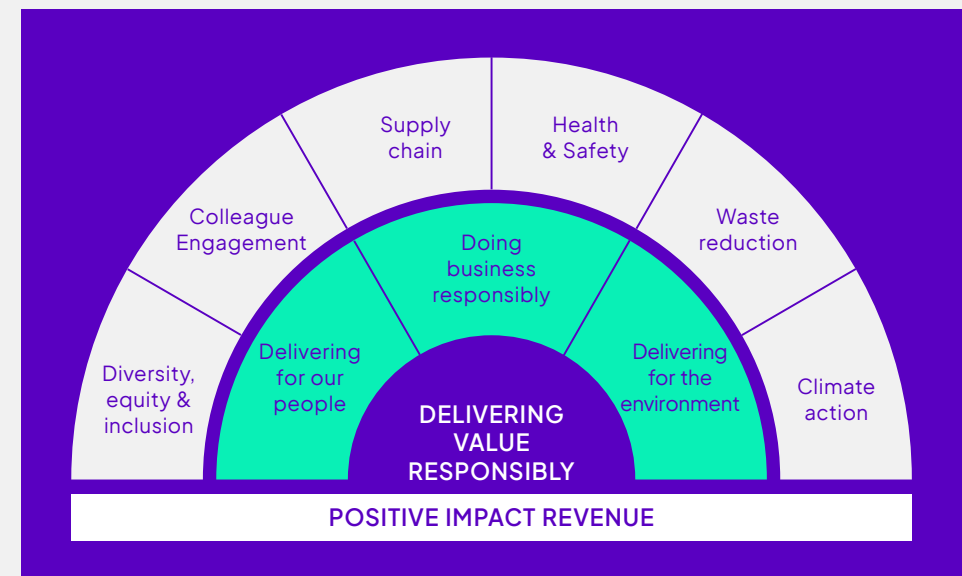 Supply
chain
Health
& Safety
Colleague
Engagement
Waste
reduction
Doing
business
responsibly
Delivering
for our
people
Delivering
for the
environment
Diversity,
equity &
inclusion
Climate
action
DELIVERING
VALUE
RESPONSIBLY
POSITIVE IMPACT REVENUE